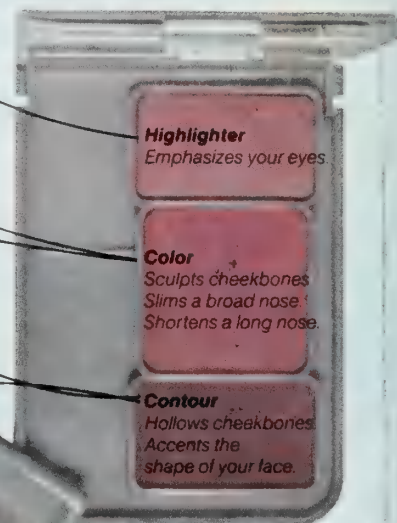 Highlighter
Emphasizes your eyes.
Color
Sculpts cheekbones.
Slims a broad nose.
Shortens a long nose.
Contour
Hollows cheekbones.
Accents the
shape of your face.